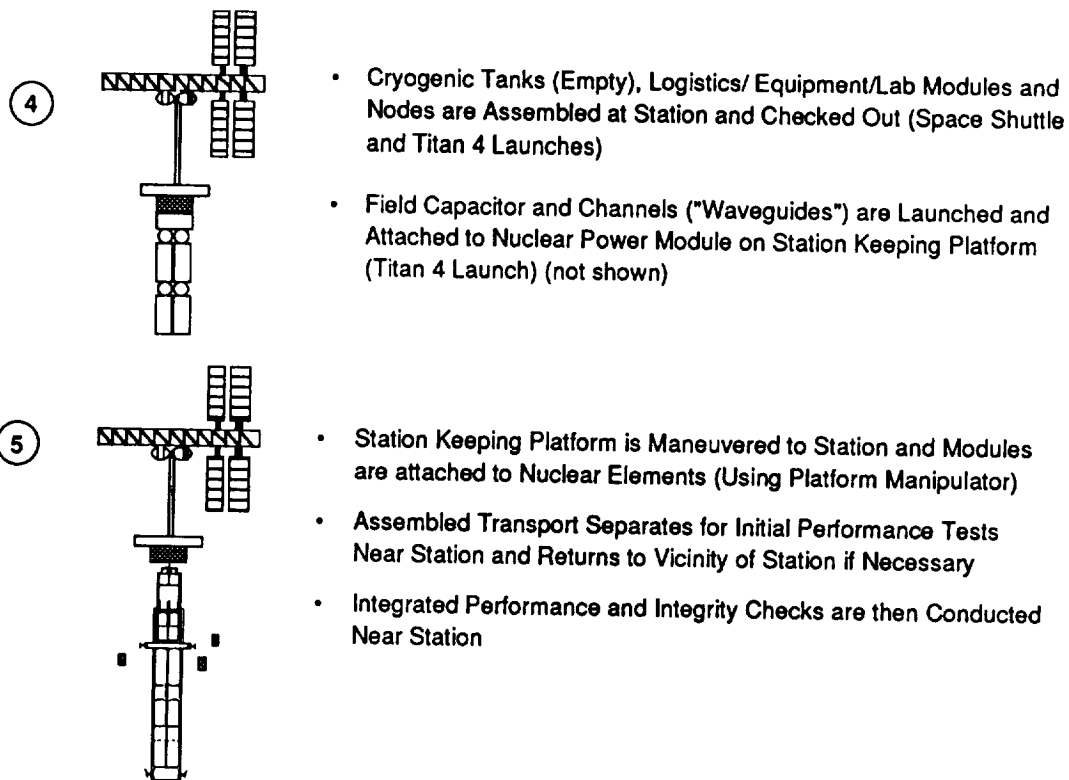 4
• Cryogenic Tanks (Empty), Logistics/ Equipment/Lab Modules and
Nodes are Assembled at Station and Checked Out (Space Shuttle
and Titan 4 Launches)
• Field Capacitor and Channels ("Waveguides") are Launched and
Attached to Nuclear Power Module on Station Keeping Platform
(Titan 4 Launch) (not shown)
5
• Station Keeping Platform is Maneuvered to Station and Modules
are attached to Nuclear Elements (Using Platform Manipulator)
• Assembled Transport Separates for Initial Performance Tests
Near Station and Returns to Vicinity of Station if Necessary
• Integrated Performance and Integrity Checks are then Conducted
Near Station